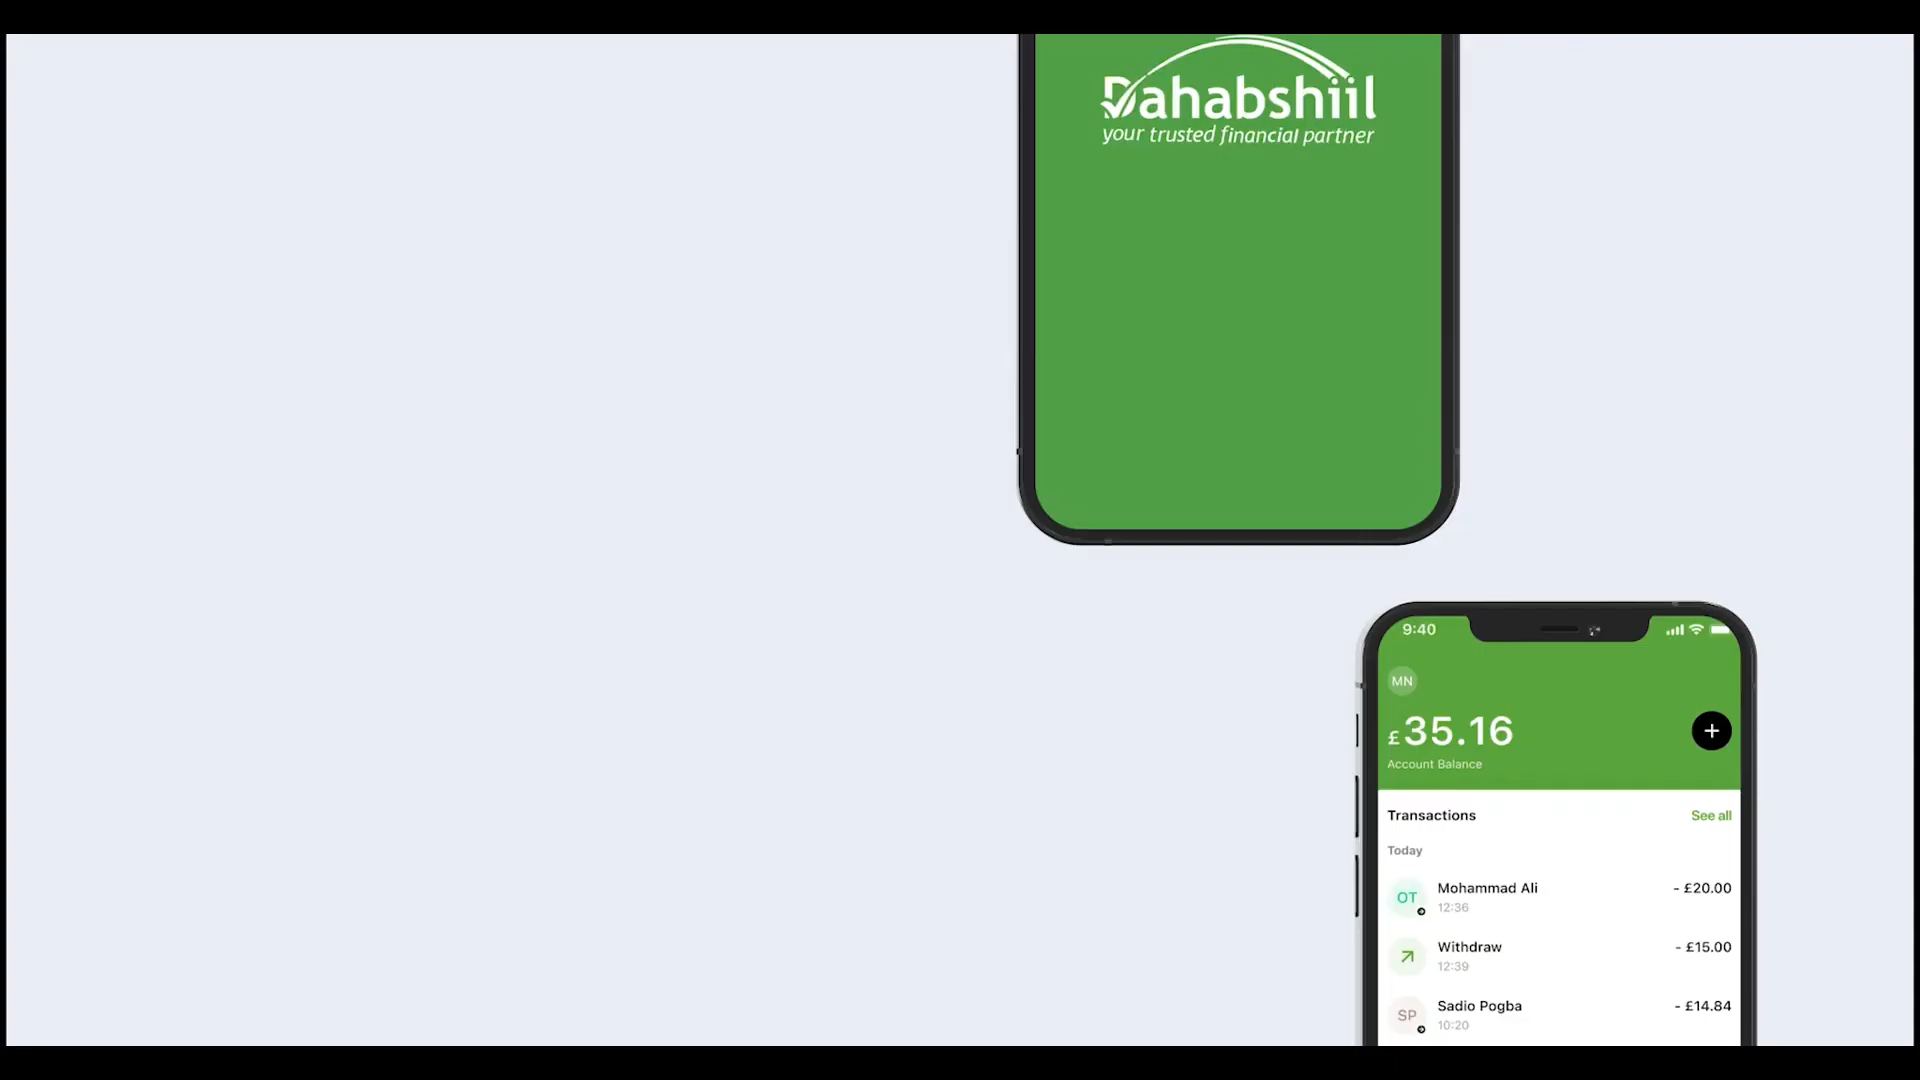 Dahabshiil
your trusted financial partner
9:40
MN
£35.16
Account Balance
+
Transactions
See all
Today
OT
Mohammad Ali
- £20.00
12:36
Withdraw
- £15.00
12:39
SP
Sadio Pogba
- £14.84
10:20